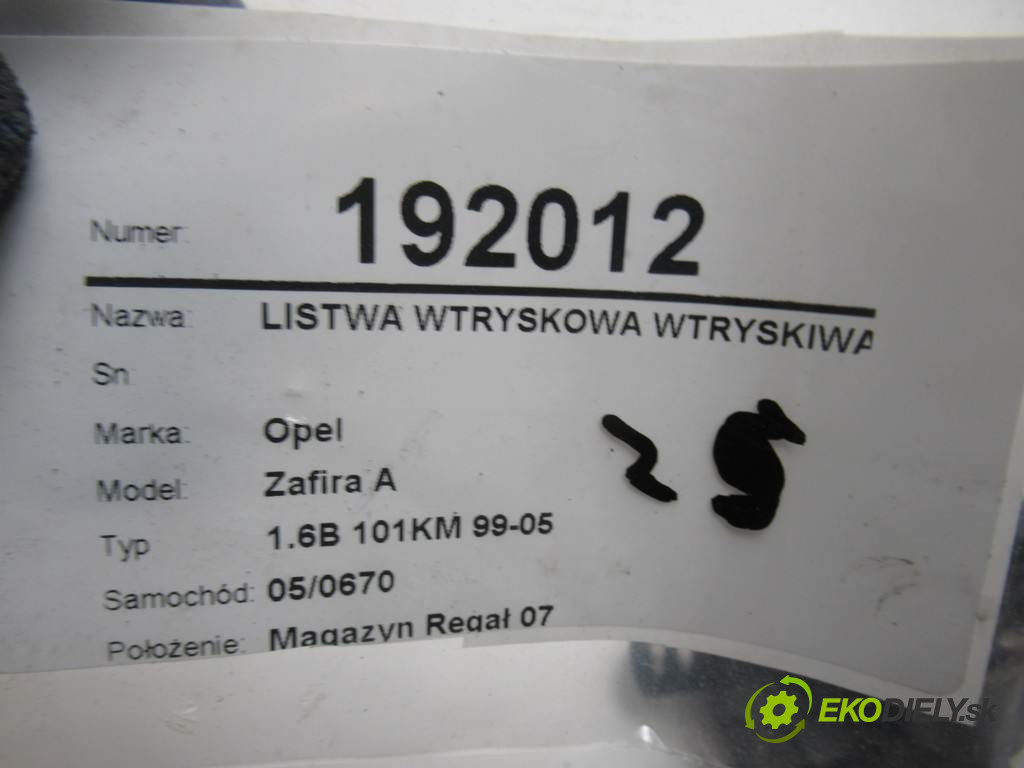 Numer: 192012
Nazwa: LISTWA WTRYSKOWA WTRYSKIWA
Sn
Marka: Opel
Model: Zafira A
Typ 1.6B 101KM 99-05
Samochód: 05/0670
Położenie: Magazyn Regał 07
25
EKODIELY.sk